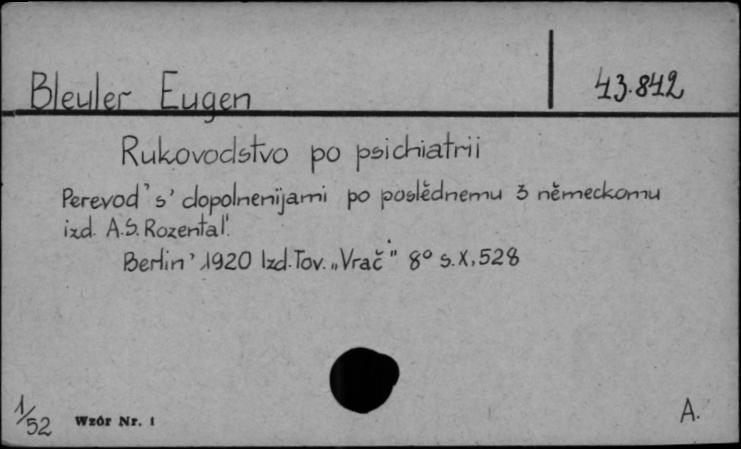 Bleuler Eugen 43.842
Rukovodstvo po psichiatrii
Perevod' s' dopolnenijami po poslědnemu 3 německomu
izd. A.S. Rozental'.
Berlin' 1920 Izd. Tov. „Vrač" 8° s. X, 528
1/52 Wzór Nr. 1 A.